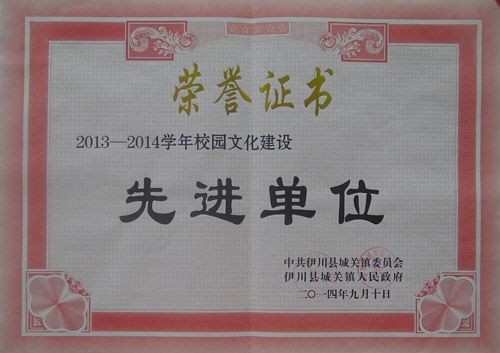 荣誉证书
2013—2014学年校园文化建设
先进单位
中共伊川县城关镇委员会
伊川县城关镇人民政府
二〇一四年九月十日